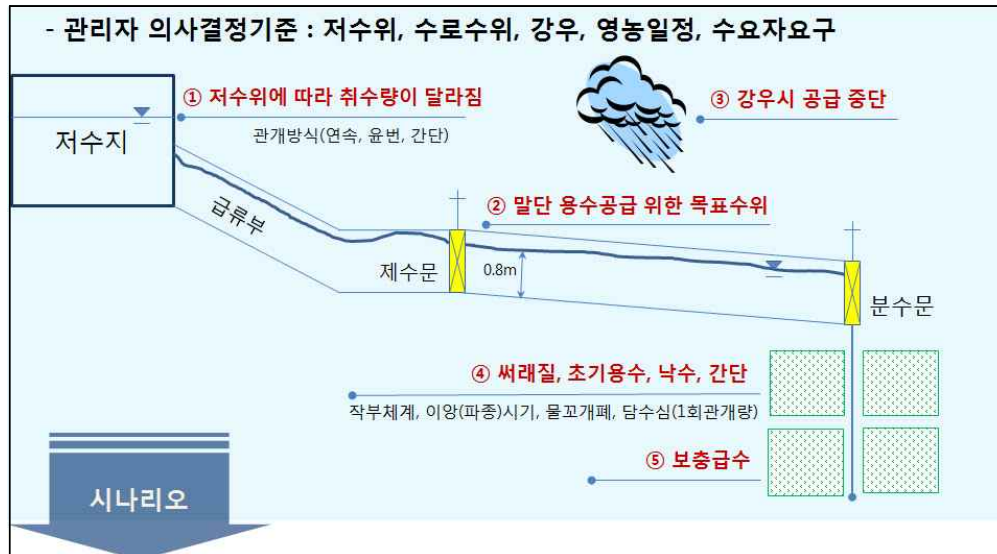 - 관리자 의사결정기준 : 저수위, 수로수위, 강우, 영농일정, 수요자요구
① 저수위에 따라 취수량이 달라짐
관개방식(연속, 윤번, 간단)
③ 강우시 공급 중단
저수지
급류부
② 말단 용수공급 위한 목표수위
제수문
0.8m
분수문
④ 써래질, 초기용수, 낙수, 간단
작부체계, 이앙(파종)시기, 물꼬개폐, 담수심(1회관개량)
⑤ 보충급수
시나리오